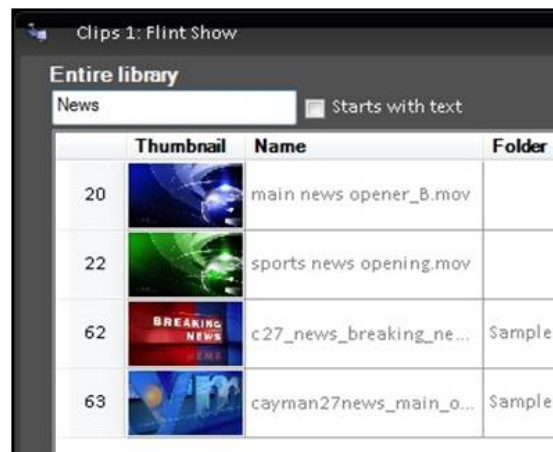 Clips 1: Flint Show
Entire library
News
Starts with text
Thumbnail Name Folder
20 main news opener_B.mov
22 sports news opening.mov
62 BREAKING NEWS c27_news_breaking_ne... Sample
63 cayman27news_main_o... Sample